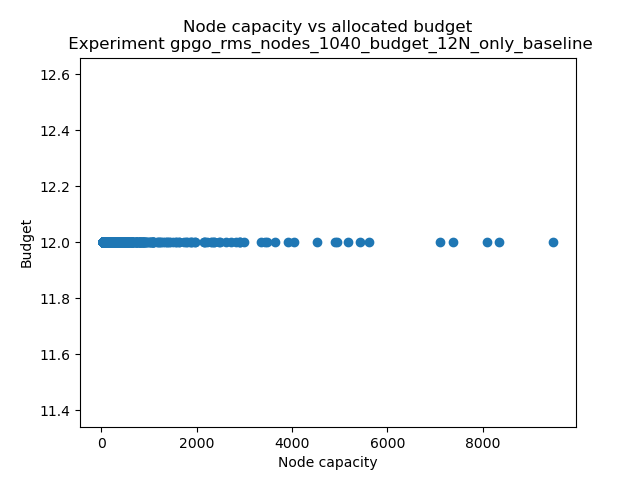 Node capacity vs allocated budget
Experiment gpgo_rms_nodes_1040_budget_12N_only_baseline
12.6
12.4
12.2
12.0
11.8
11.6
11.4
Budget
0 2000 4000 6000 8000
Node capacity